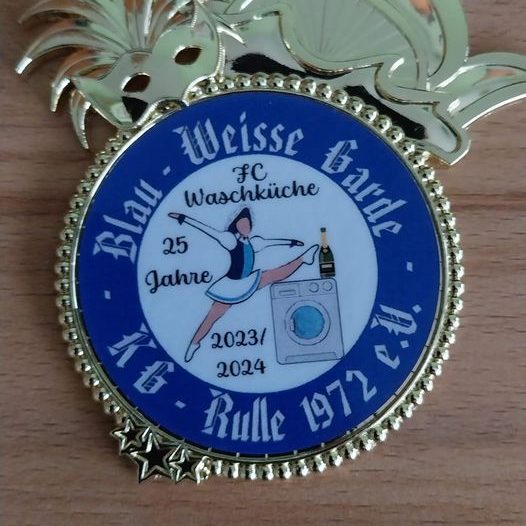 - Blau - Weisse Garde -
KG - Rulle 1972 e.V.
FC
Waschküche
25
Jahre
2023/
2024